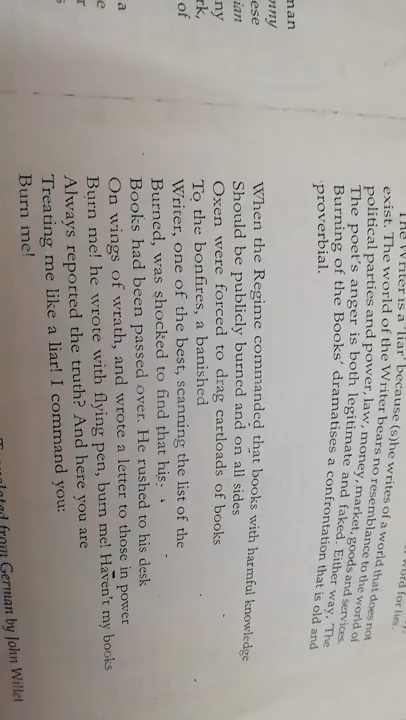 word for lies.
The Writer is a 'liar' because (s)he writes of a world that does not
exist. The world of the Writer bears no resemblance to the world of
political parties and power, law, money, market, goods and services.
The poet's anger is both legitimate and faked. Either way, 'The
Burning of the Books' dramatises a confrontation that is old and
proverbial.
When the Regime commanded that books with harmful knowledge
Should be publicly burned and on all sides
Oxen were forced to drag cartloads of books
To the bonfires, a banished
Writer, one of the best, scanning the list of the
Burned, was shocked to find that his
Books had been passed over. He rushed to his desk
On wings of wrath, and wrote a letter to those in power
Burn me! he wrote with flying pen, burn me! Haven't my books
Always reported the truth? And here you are
Treating me like a liar! I command you:
Burn me!
Translated from German by John Willet